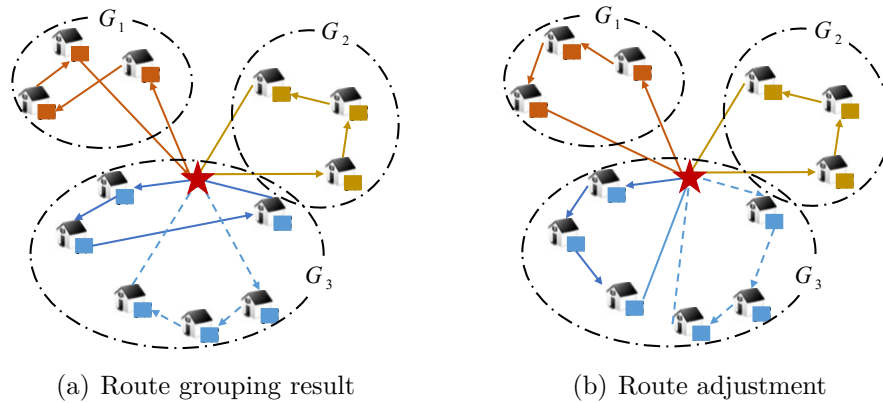 G1
G2
G3
G1
G2
G3
(a) Route grouping result
(b) Route adjustment